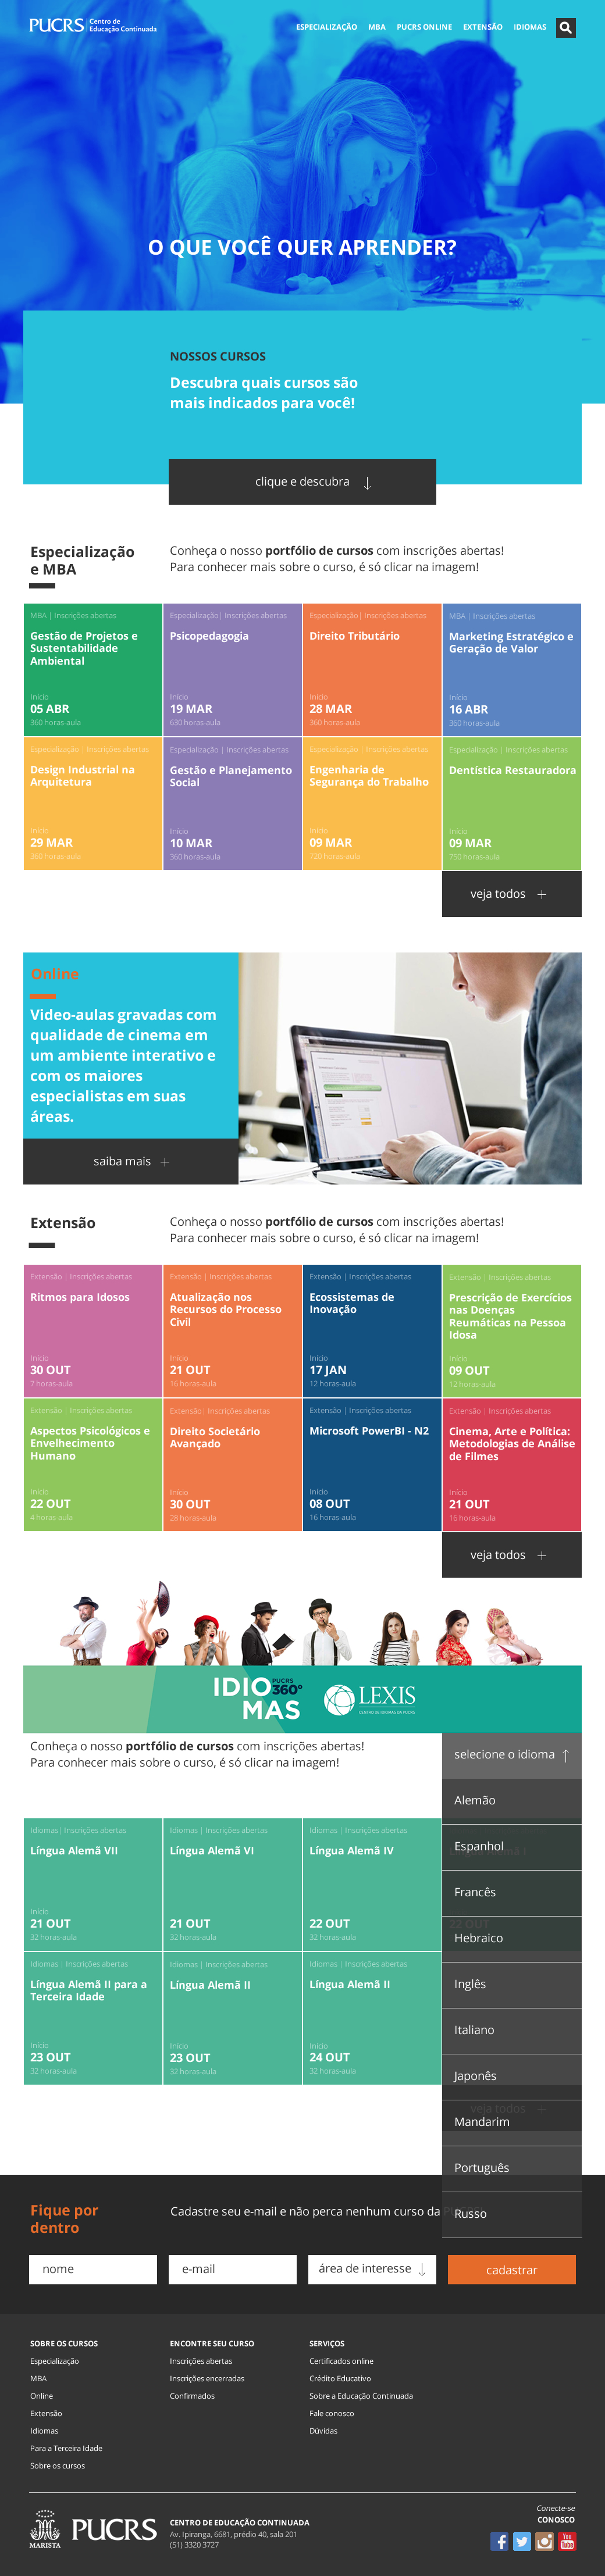 PUCRS Centro de
Educação Continuada
ESPECIALIZAÇÃO MBA PUCRS ONLINE EXTENSÃO IDIOMAS
O QUE VOCÊ QUER APRENDER?
NOSSOS CURSOS
Descubra quais cursos são
mais indicados para você!
clique e descubra
Especialização
e MBA
Conheça o nosso portfólio de cursos com inscrições abertas!
Para conhecer mais sobre o curso, é só clicar na imagem!
MBA | Inscrições abertas
Gestão de Projetos e
Sustentabilidade
Ambiental
Início
05 ABR
360 horas-aula
Especialização| Inscrições abertas
Psicopedagogia
Início
19 MAR
630 horas-aula
Especialização| Inscrições abertas
Direito Tributário
Início
28 MAR
360 horas-aula
MBA | Inscrições abertas
Marketing Estratégico e
Geração de Valor
Início
16 ABR
360 horas-aula
Especialização | Inscrições abertas
Design Industrial na
Arquitetura
Início
29 MAR
360 horas-aula
Especialização | Inscrições abertas
Gestão e Planejamento
Social
Início
10 MAR
360 horas-aula
Especialização | Inscrições abertas
Engenharia de
Segurança do Trabalho
Início
09 MAR
720 horas-aula
Especialização | Inscrições abertas
Dentística Restauradora
Início
09 MAR
750 horas-aula
veja todos +
Online
Video-aulas gravadas com
qualidade de cinema em
um ambiente interativo e
com os maiores
especialistas em suas
áreas.
saiba mais +
Extensão
Conheça o nosso portfólio de cursos com inscrições abertas!
Para conhecer mais sobre o curso, é só clicar na imagem!
Extensão | Inscrições abertas
Ritmos para Idosos
Início
30 OUT
7 horas-aula
Extensão | Inscrições abertas
Atualização nos
Recursos do Processo
Civil
Início
21 OUT
16 horas-aula
Extensão | Inscrições abertas
Ecossistemas de
Inovação
Início
17 JAN
12 horas-aula
Extensão | Inscrições abertas
Prescrição de Exercícios
nas Doenças
Reumáticas na Pessoa
Idosa
Início
09 OUT
12 horas-aula
Extensão | Inscrições abertas
Aspectos Psicológicos e
Envelhecimento
Humano
Início
22 OUT
4 horas-aula
Extensão| Inscrições abertas
Direito Societário
Avançado
Início
30 OUT
28 horas-aula
Extensão | Inscrições abertas
Microsoft PowerBI - N2
Início
08 OUT
16 horas-aula
Extensão | Inscrições abertas
Cinema, Arte e Política:
Metodologias de Análise
de Filmes
Início
21 OUT
16 horas-aula
veja todos +
IDIO PUCRS
360°
MAS
LEXIS
CENTRO DE IDIOMAS DA PUCRS
Conheça o nosso portfólio de cursos com inscrições abertas!
Para conhecer mais sobre o curso, é só clicar na imagem!
selecione o idioma
Alemão
Espanhol
Francês
Hebraico
Inglês
Italiano
Japonês
Mandarim
Português
Russo
Idiomas| Inscrições abertas
Língua Alemã VII
Início
21 OUT
32 horas-aula
Idiomas | Inscrições abertas
Língua Alemã VI
21 OUT
32 horas-aula
Idiomas | Inscrições abertas
Língua Alemã IV
22 OUT
32 horas-aula
22 OUT
Idiomas | Inscrições abertas
Língua Alemã II para a
Terceira Idade
Início
23 OUT
32 horas-aula
Idiomas | Inscrições abertas
Língua Alemã II
Início
23 OUT
32 horas-aula
Idiomas | Inscrições abertas
Língua Alemã II
Início
24 OUT
32 horas-aula
veja todos +
Fique por
dentro
Cadastre seu e-mail e não perca nenhum curso da
nome
e-mail
área de interesse
cadastrar
SOBRE OS CURSOS
Especialização
MBA
Online
Extensão
Idiomas
Para a Terceira Idade
Sobre os cursos
ENCONTRE SEU CURSO
Inscrições abertas
Inscrições encerradas
Confirmados
SERVIÇOS
Certificados online
Crédito Educativo
Sobre a Educação Continuada
Fale conosco
Dúvidas
MARISTA
PUCRS
CENTRO DE EDUCAÇÃO CONTINUADA
Av. Ipiranga, 6681, prédio 40, sala 201
(51) 3320 3727
Conecte-se
CONOSCO
You
Tube